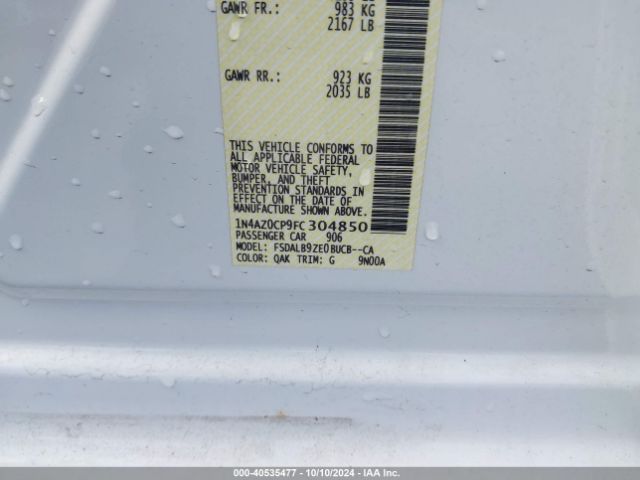 GAWR FR.: 983 KG
2167 LB
GAWR RR.: 923 KG
2035 LB
THIS VEHICLE CONFORMS TO
ALL APPLICABLE FEDERAL
MOTOR VEHICLE SAFETY,
BUMPER, AND THEFT
PREVENTION STANDARDS IN
EFFECT ON THE DATE OF
MANUFACTURE SHOWN ABOVE.
1N4AZ0CP9FC304850
PASSENGER CAR 906
MODEL: FSDALB9ZE0BUCB--CA
COLOR: QAK TRIM: G 9N00A
000-40535477 - 10/10/2024 - IAA Inc.